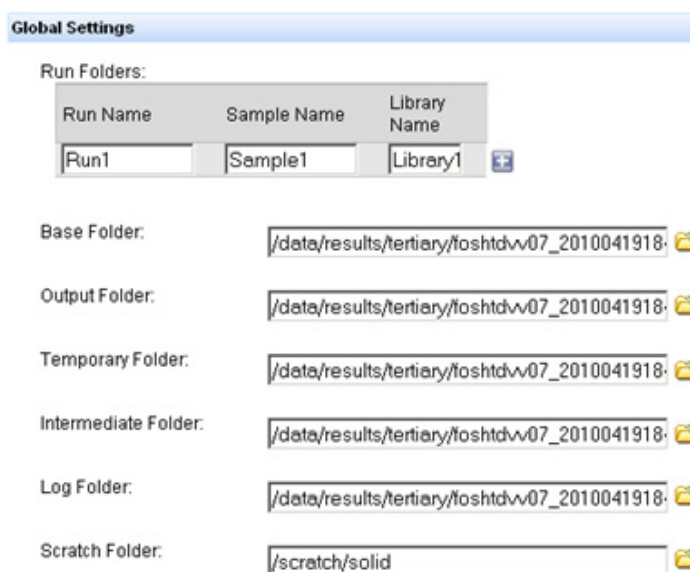 Global Settings
Run Folders:
Run Name Sample Name Library Name
Run1 Sample1 Library1
Base Folder: /data/results/tertiary/foshtdvv07_2010041918
Output Folder: /data/results/tertiary/foshtdvv07_2010041918
Temporary Folder: /data/results/tertiary/foshtdvv07_2010041918
Intermediate Folder: /data/results/tertiary/foshtdvv07_2010041918
Log Folder: /data/results/tertiary/foshtdvv07_2010041918
Scratch Folder: /scratch/solid